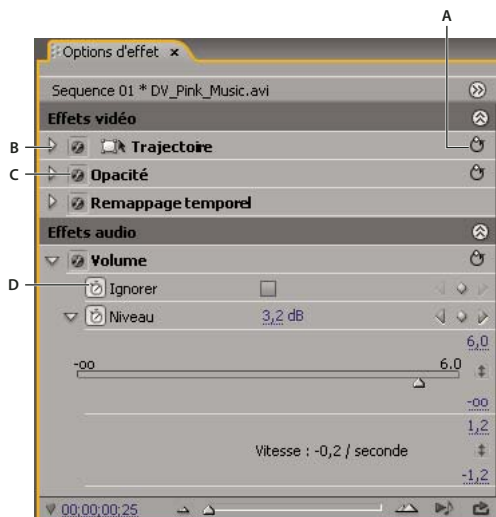 A
Options d'effet ×
Sequence 01 * DV_Pink_Music.avi
Effets vidéo
B Trajectoire
C Opacité
Remappage temporel
Effets audio
Volume
D Ignorer
Niveau 3,2 dB
6,0
-oo 6.0
-oo
1,2
Vitesse : -0,2 / seconde
-1,2
00;00;00;25